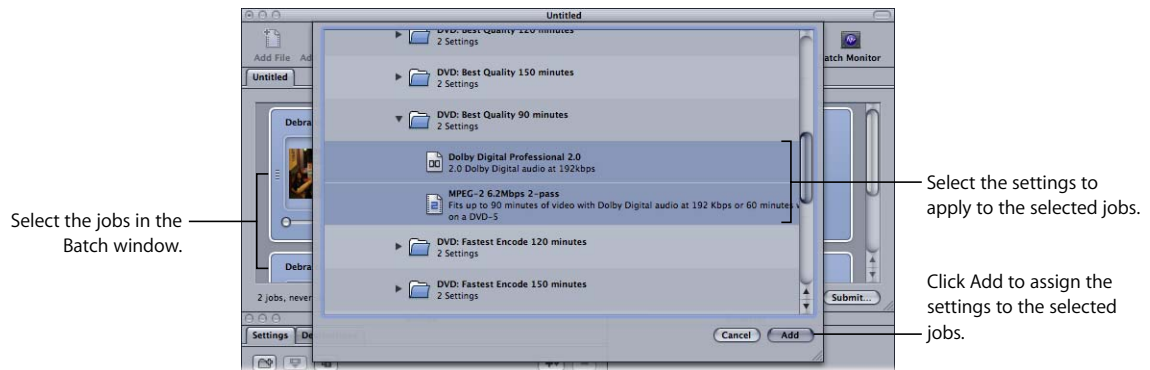 Untitled
DVD: Best Quality 120 minutes
2 Settings
Add File
atch Monitor
Untitled
DVD: Best Quality 150 minutes
2 Settings
DVD: Best Quality 90 minutes
2 Settings
Debra
Dolby Digital Professional 2.0
2.0 Dolby Digital audio at 192kbps
MPEG-2 6.2Mbps 2-pass
Fits up to 90 minutes of video with Dolby Digital audio at 192 Kbps or 60 minutes
on a DVD-5
Select the settings to
apply to the selected jobs.
Select the jobs in the
Batch window.
DVD: Fastest Encode 120 minutes
2 Settings
Debra
DVD: Fastest Encode 150 minutes
2 Settings
2 jobs, never
Submit...
Click Add to assign the
settings to the selected
jobs.
Settings
Cancel
Add